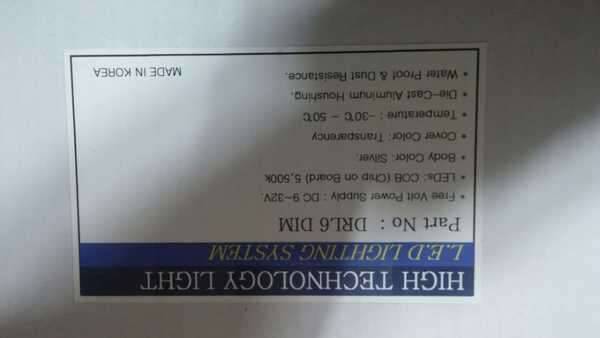 HIGH TECHNOLOGY LIGHT
L.E.D LIGHTING SYSTEM
Part No : DRL6 DIM
• Free Volt Power Supply : DC 9~32V.
• LEDs: COB (Chip on Board) 5,500k
• Body Color: Silver.
• Cover Color: Transparency
• Temperature : -30℃ ~ 50℃
• Die-Cast Aluminum Houshing.
• Water Proof & Dust Resistance.
MADE IN KOREA